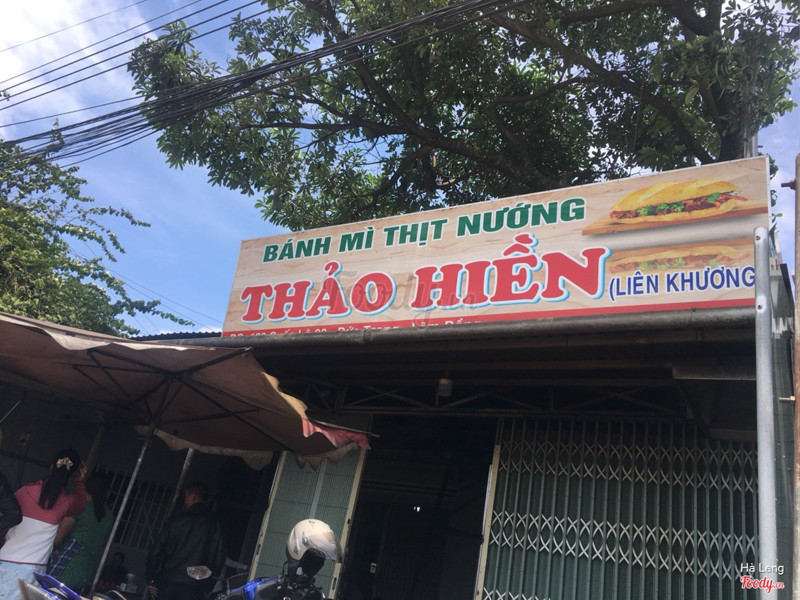 BÁNH MÌ THỊT NƯỚNG
THẢO HIỀN (LIÊN KHƯƠNG
Hà Leng
Foody.vn